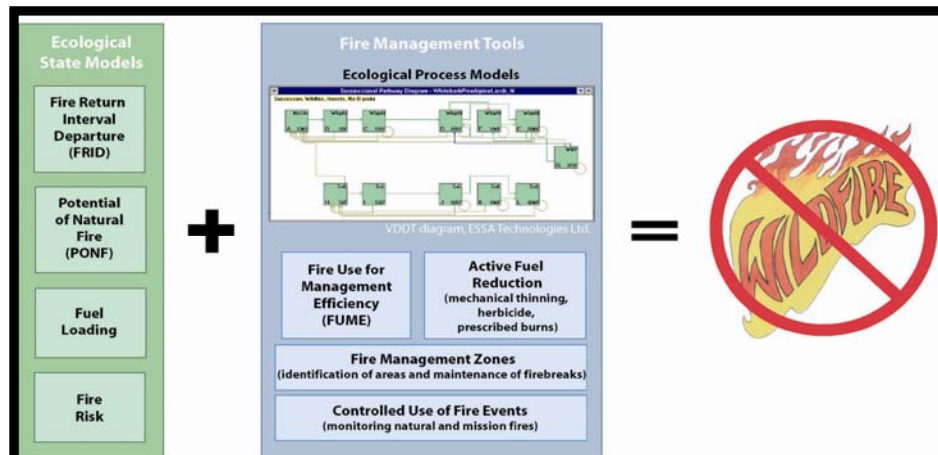 Ecological
State Models
Fire Return
Interval
Departure
(FRID)
Potential
of Natural
Fire
(PONF)
Fuel
Loading
Fire
Risk
+
Fire Management Tools
Ecological Process Models
VDDT diagram, ESSA Technologies Ltd.
Fire Use for
Management
Efficiency
(FUME)
Active Fuel
Reduction
(mechanical thinning,
herbicide,
prescribed burns)
Fire Management Zones
(identification of areas and maintenance of firebreaks)
Controlled Use of Fire Events
(monitoring natural and mission fires)
=
WILDFIRE